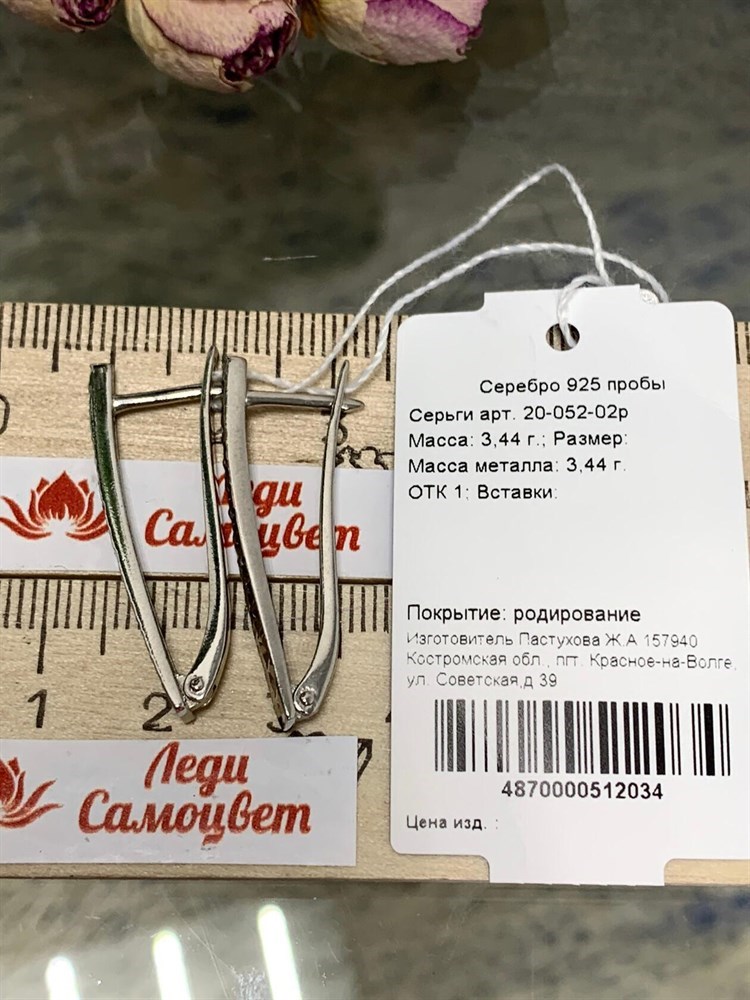 Серебро 925 пробы
Серьги арт. 20-052-02р
Масса: 3,44 г.; Размер:
Масса металла: 3,44 г.
ОТК 1; Вставки:
Покрытие: родирование
Изготовитель Пастухова Ж.А 157940
Костромская обл., пгт. Красное-на-Волге,
ул. Советская,д 39
4870000512034
Цена изд. :
Леди
Самоцвет
1
2
Леди
Самоцвет